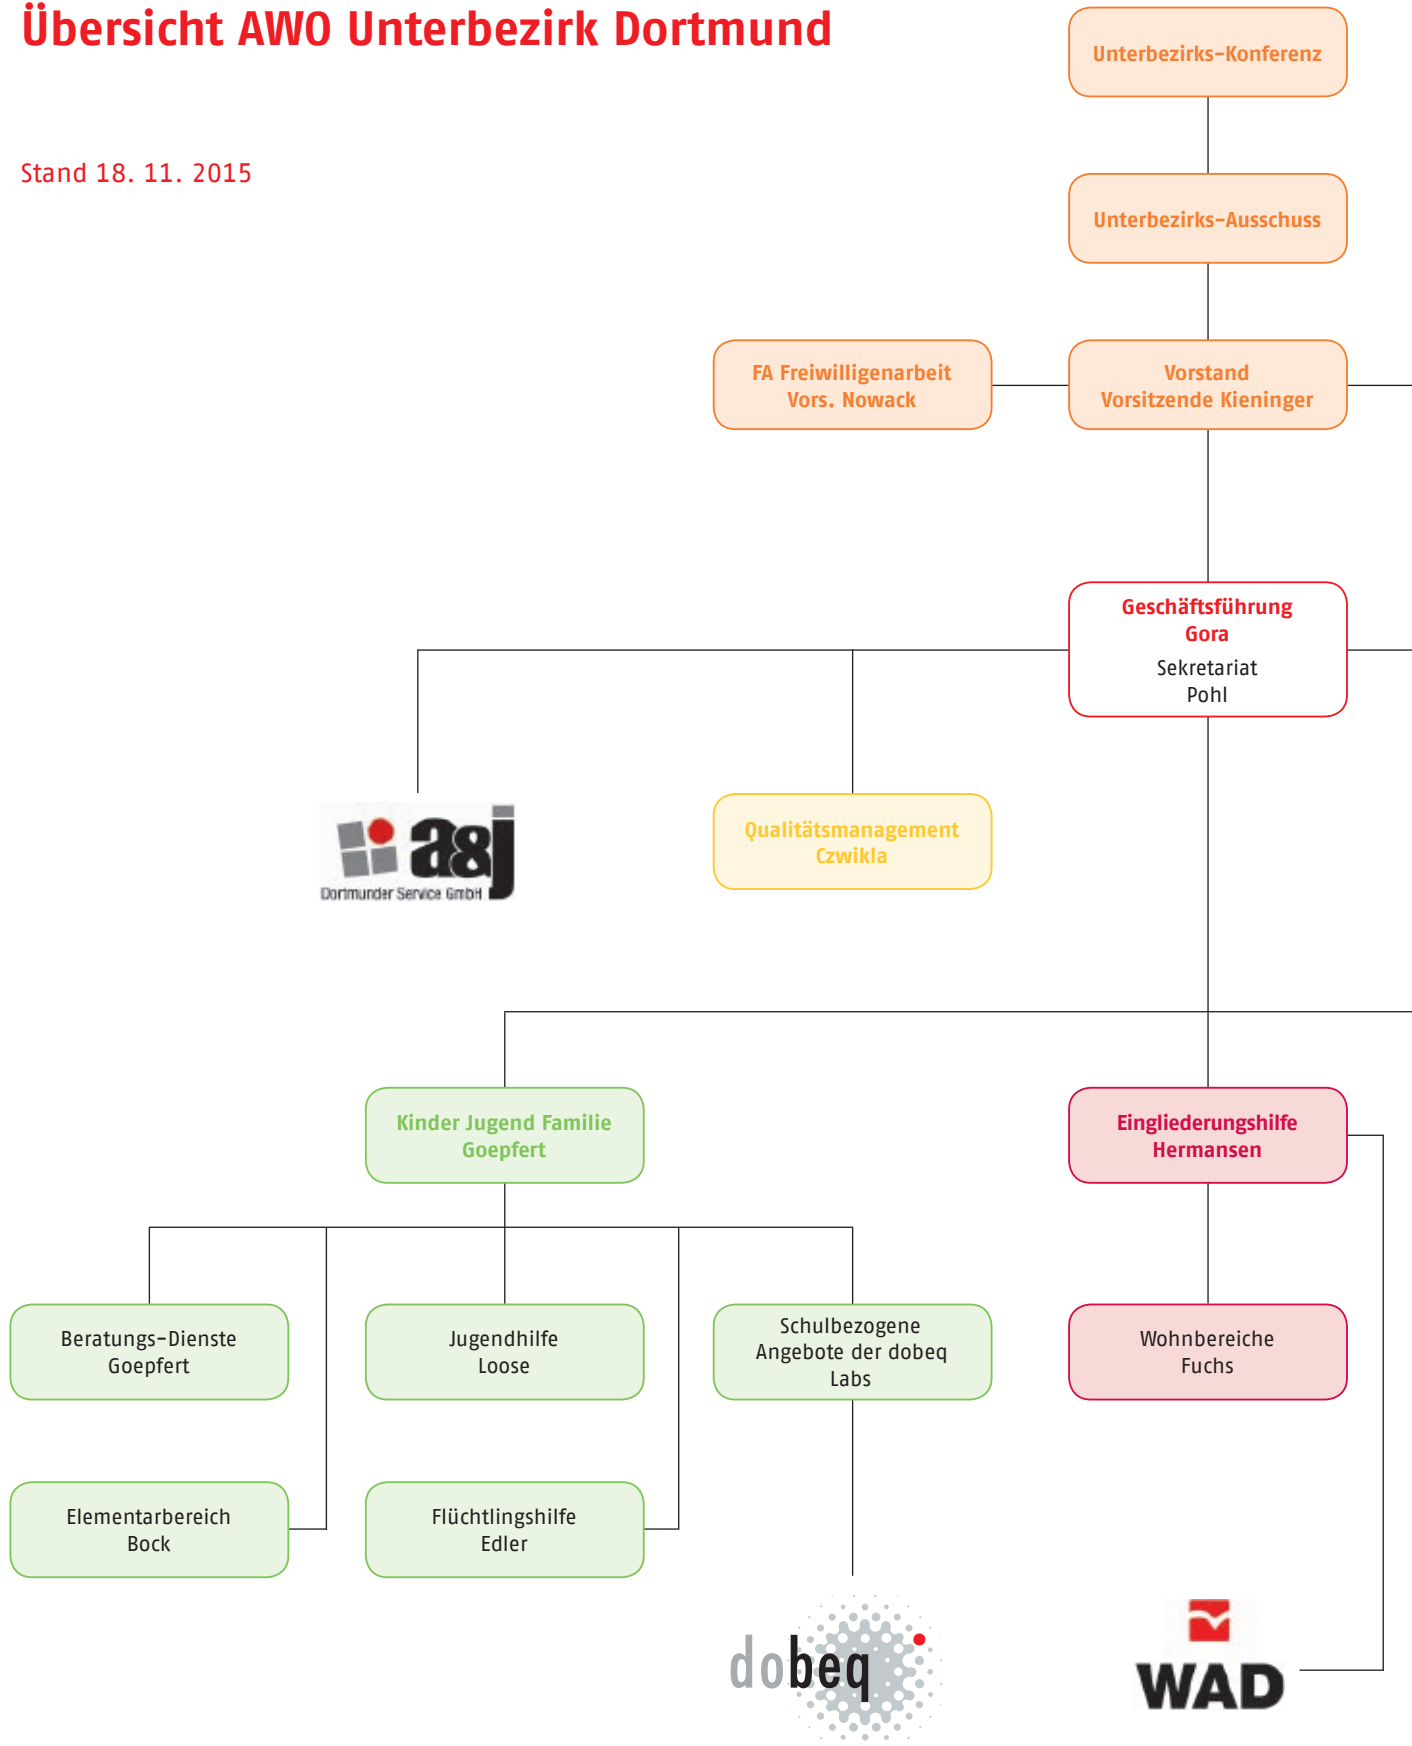 Übersicht AWO Unterbezirk Dortmund
Stand 18. 11. 2015
Unterbezirks-Konferenz
Unterbezirks-Ausschuss
FA Freiwilligenarbeit
Vors. Nowack
Vorstand
Vorsitzende Kieninger
Geschäftsführung
Gora
Sekretariat
Pohl
a&j
Dortmunder Service GmbH
Qualitätsmanagement
Czwikla
Kinder Jugend Familie
Goepfert
Eingliederungshilfe
Hermansen
Beratungs-Dienste
Goepfert
Jugendhilfe
Loose
Schulbezogene
Angebote der dobeq
Labs
Wohnbereiche
Fuchs
Elementarbereich
Bock
Flüchtlingshilfe
Edler
dobeq
WAD